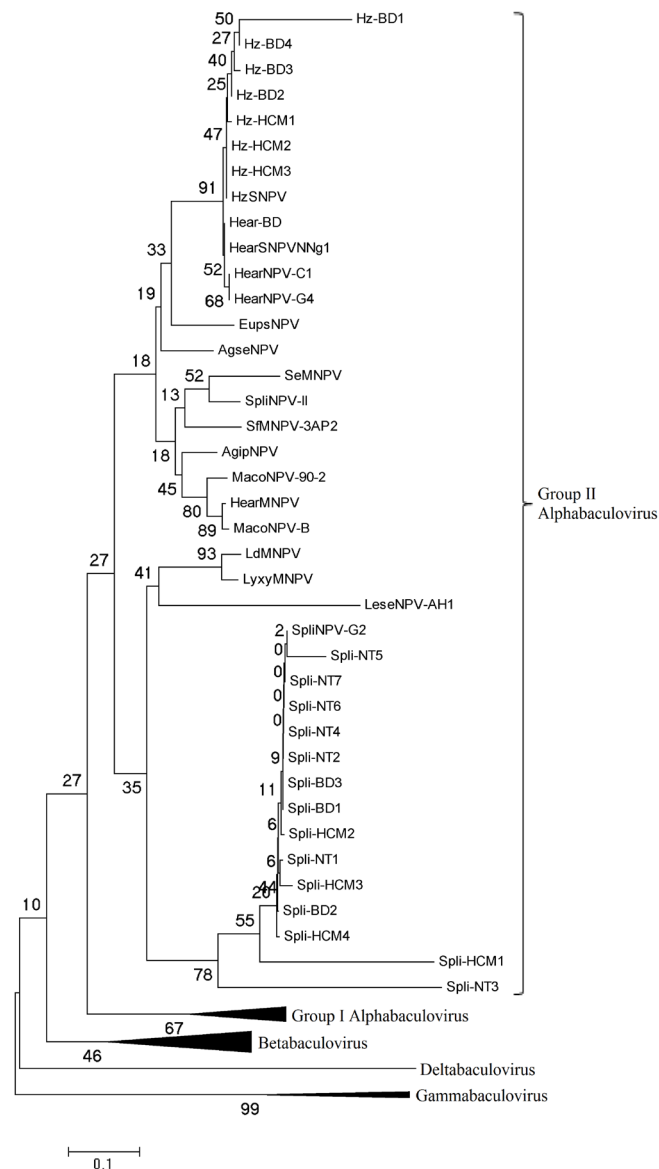 50
Hz-BD1
27
Hz-BD4
40
Hz-BD3
25
Hz-BD2
Hz-HCM1
47
Hz-HCM2
Hz-HCM3
91
HzSNPV
Hear-BD
33
HearSNPVNNg1
52
HearNPV-C1
19
68
HearNPV-G4
EupsNPV
18
AgseNPV
52
SeMNPV
13
SpliNPV-II
SfMNPV-3AP2
18
AgipNPV
45
MacoNPV-90-2
80
HearMNPV
89
MacoNPV-B
Group II
Alphabaculovirus
93
LdMNPV
27
41
LyxyMNPV
LeseNPV-AH1
2
SpliNPV-G2
0
Spli-NT5
0
Spli-NT7
0
Spli-NT6
0
Spli-NT4
9
Spli-NT2
27
35
11
Spli-BD3
Spli-BD1
6
Spli-HCM2
6
Spli-NT1
44
Spli-HCM3
20
Spli-BD2
10
55
Spli-HCM4
78
Spli-HCM1
Spli-NT3
67
Group I Alphabaculovirus
46
Betabaculovirus
Deltabaculovirus
99
Gammabaculovirus
0.1